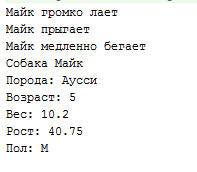 Майк громко лает
Майк прыгает
Майк медленно бегает
Собака Майк
Порода: Аусси
Возраст: 5
Вес: 10.2
Рост: 40.75
Пол: М